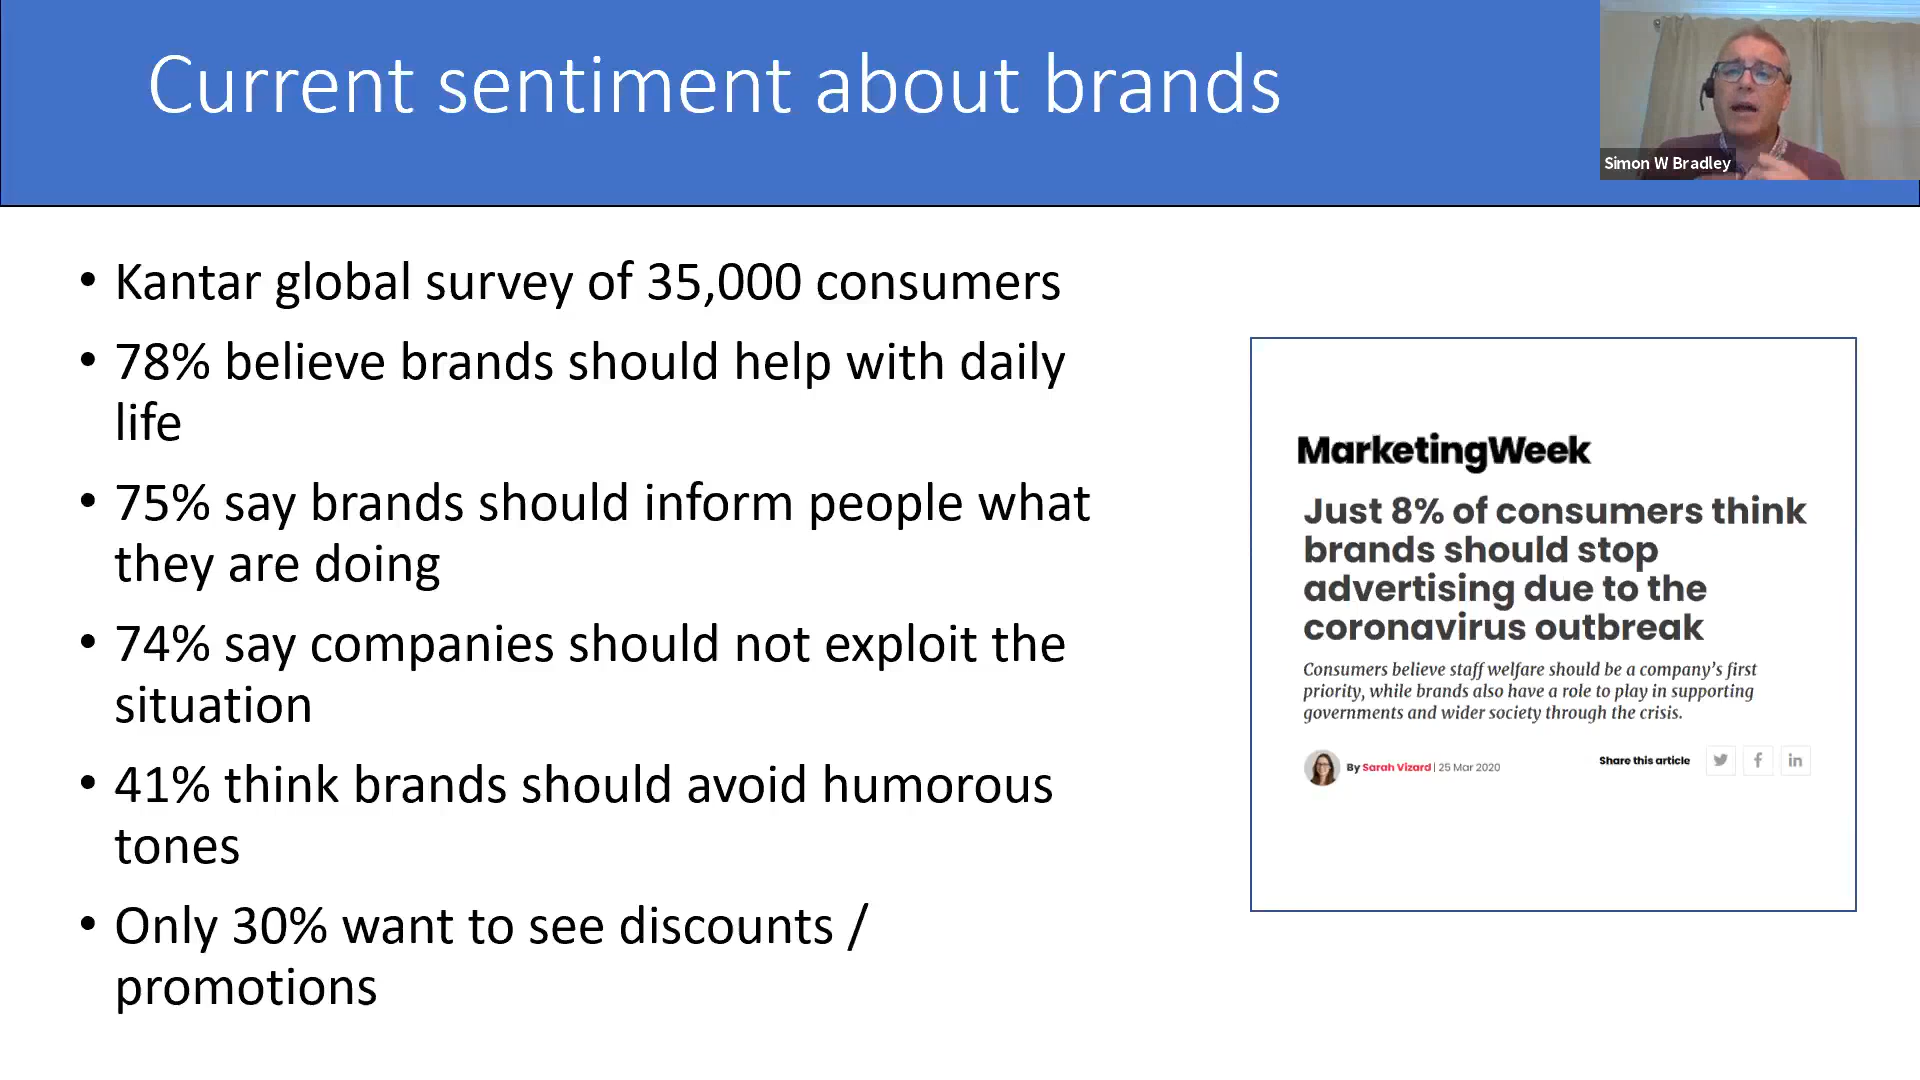 Current sentiment about brands
Simon W Bradley
• Kantar global survey of 35,000 consumers
• 78% believe brands should help with daily
life
• 75% say brands should inform people what
they are doing
• 74% say companies should not exploit the
situation
• 41% think brands should avoid humorous
tones
• Only 30% want to see discounts /
promotions
MarketingWeek
Just 8% of consumers think
brands should stop
advertising due to the
coronavirus outbreak
Consumers believe staff welfare should be a company's first
priority, while brands also have a role to play in supporting
governments and wider society through the crisis.
By Sarah Vizard | 25 Mar 2020
Share this article